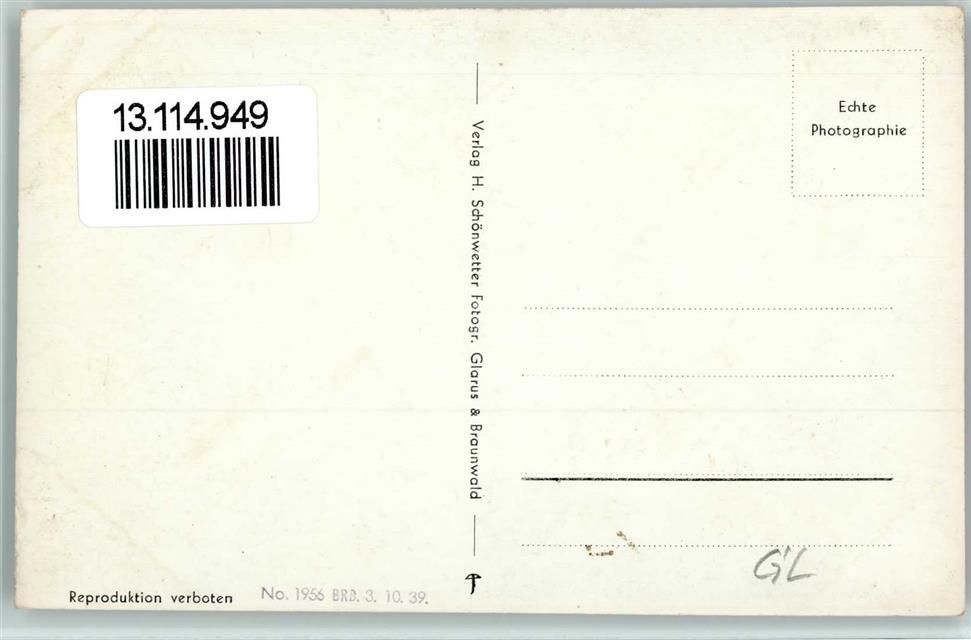 13.114.949
Echte
Photographie
Verlag H. Schönwetter Fotogr. Glarus & Braunwald
GL
Reproduktion verboten
No. 1956 BRB. 3. 10. 39.